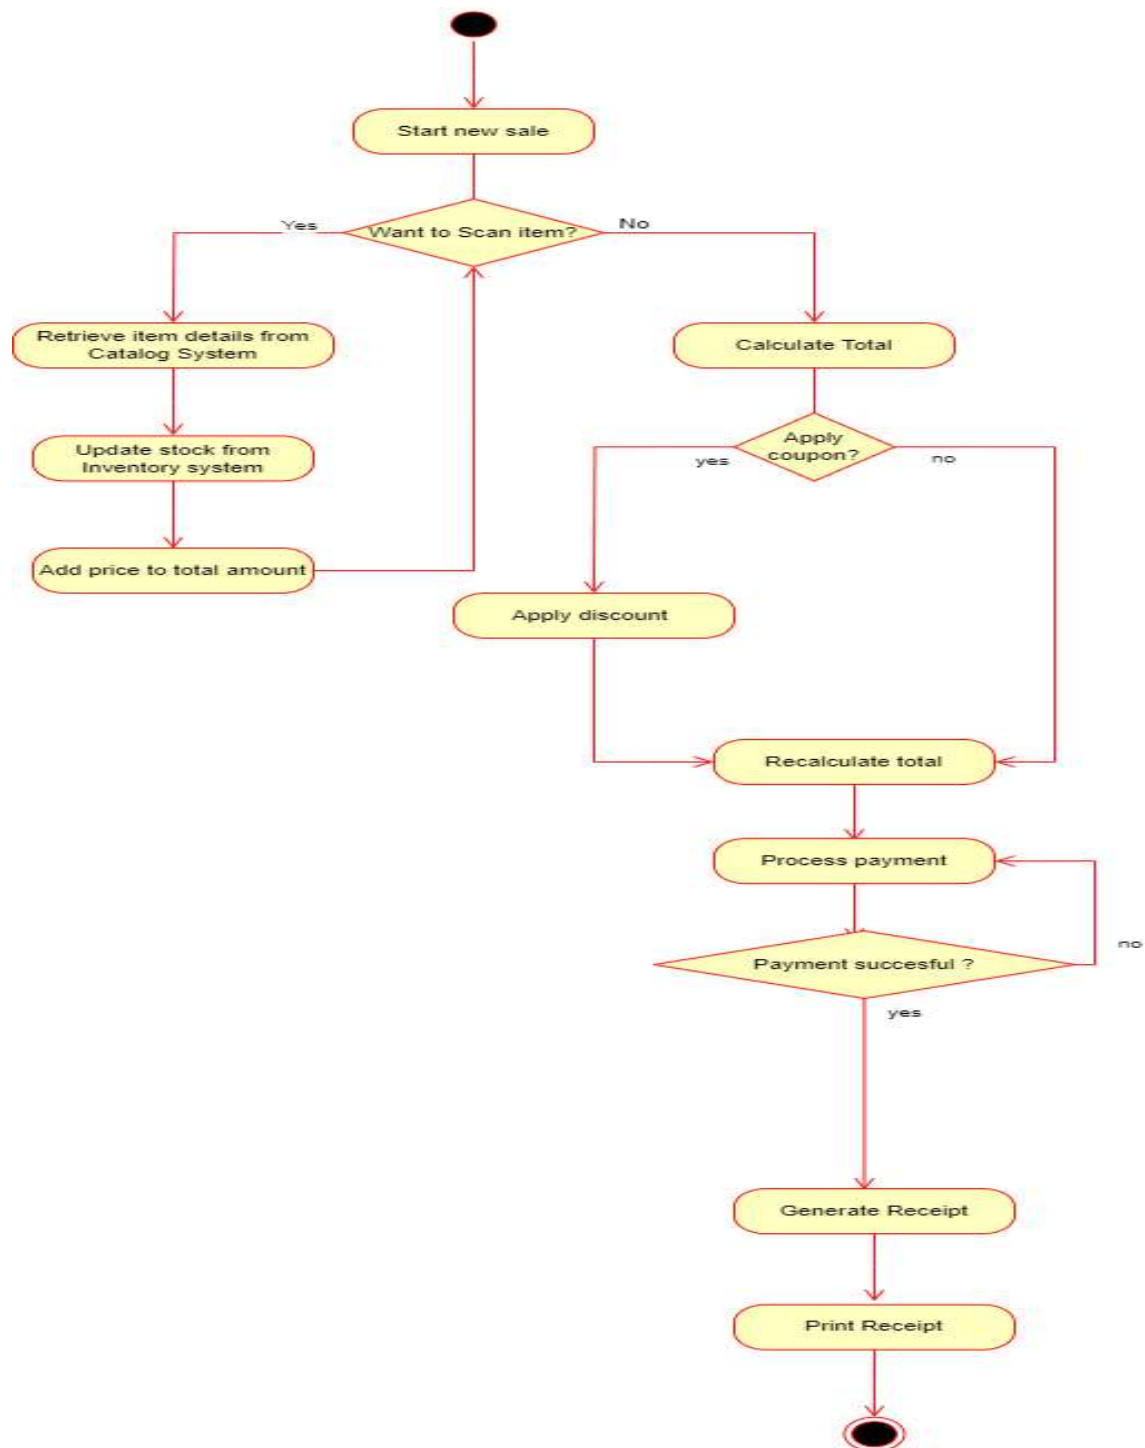 Start new sale
Yes
Want to Scan item?
No
Retrieve item details from
Catalog System
Calculate Total
Update stock from
Inventory system
Apply
coupon?
yes
no
Add price to total amount
Apply discount
Recalculate total
Process payment
no
Payment succesful ?
yes
Generate Receipt
Print Receipt